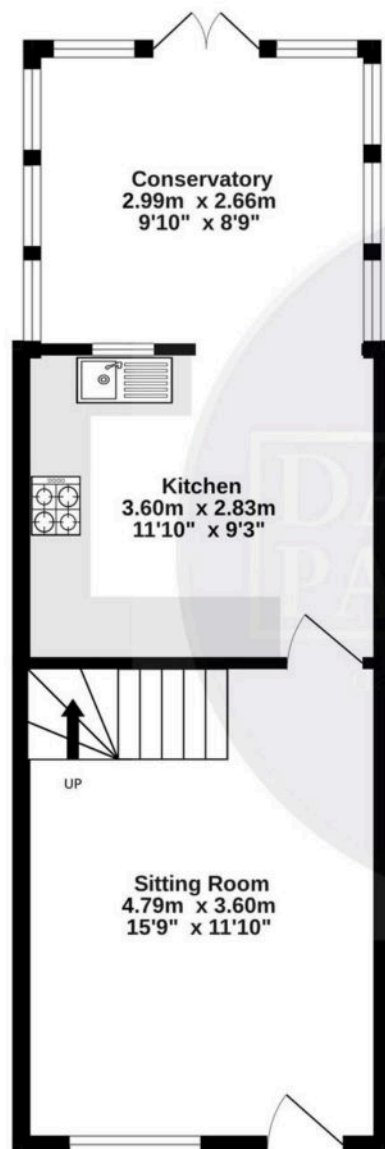 Conservatory
2.99m x 2.66m
9'10" x 8'9"
Kitchen
3.60m x 2.83m
11'10" x 9'3"
UP
Sitting Room
4.79m x 3.60m
15'9" x 11'10"